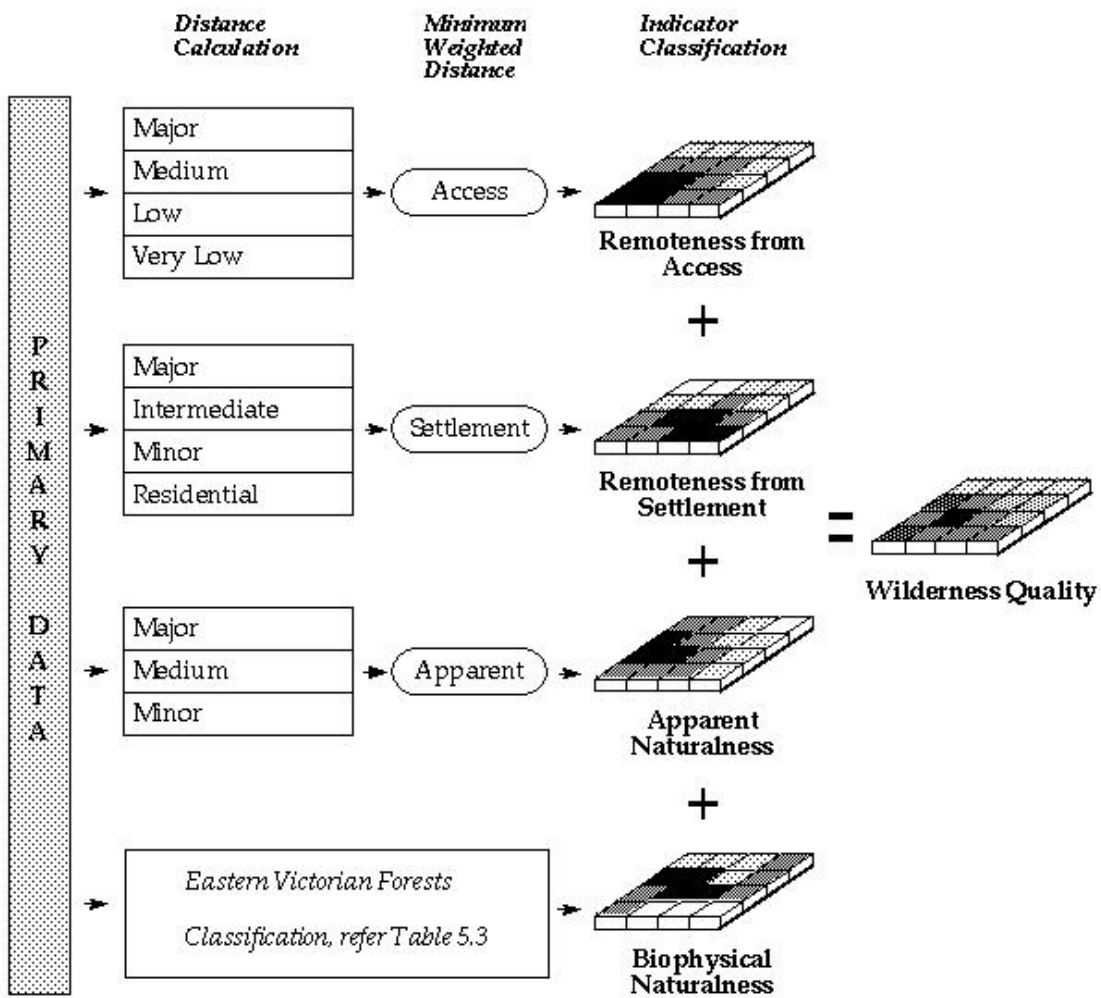 Distance
Calculation
Minimum
Weighted
Distance
Indicator
Classification
PRIMARY DATA
Major
Medium
Low
Very Low
Access
Remoteness from
Access
+
Major
Intermediate
Minor
Residential
Settlement
Remoteness from
Settlement
+
=
Wilderness Quality
Major
Medium
Minor
Apparent
Apparent
Naturalness
+
Eastern Victorian Forests
Classification, refer Table 5.3
Biophysical
Naturalness